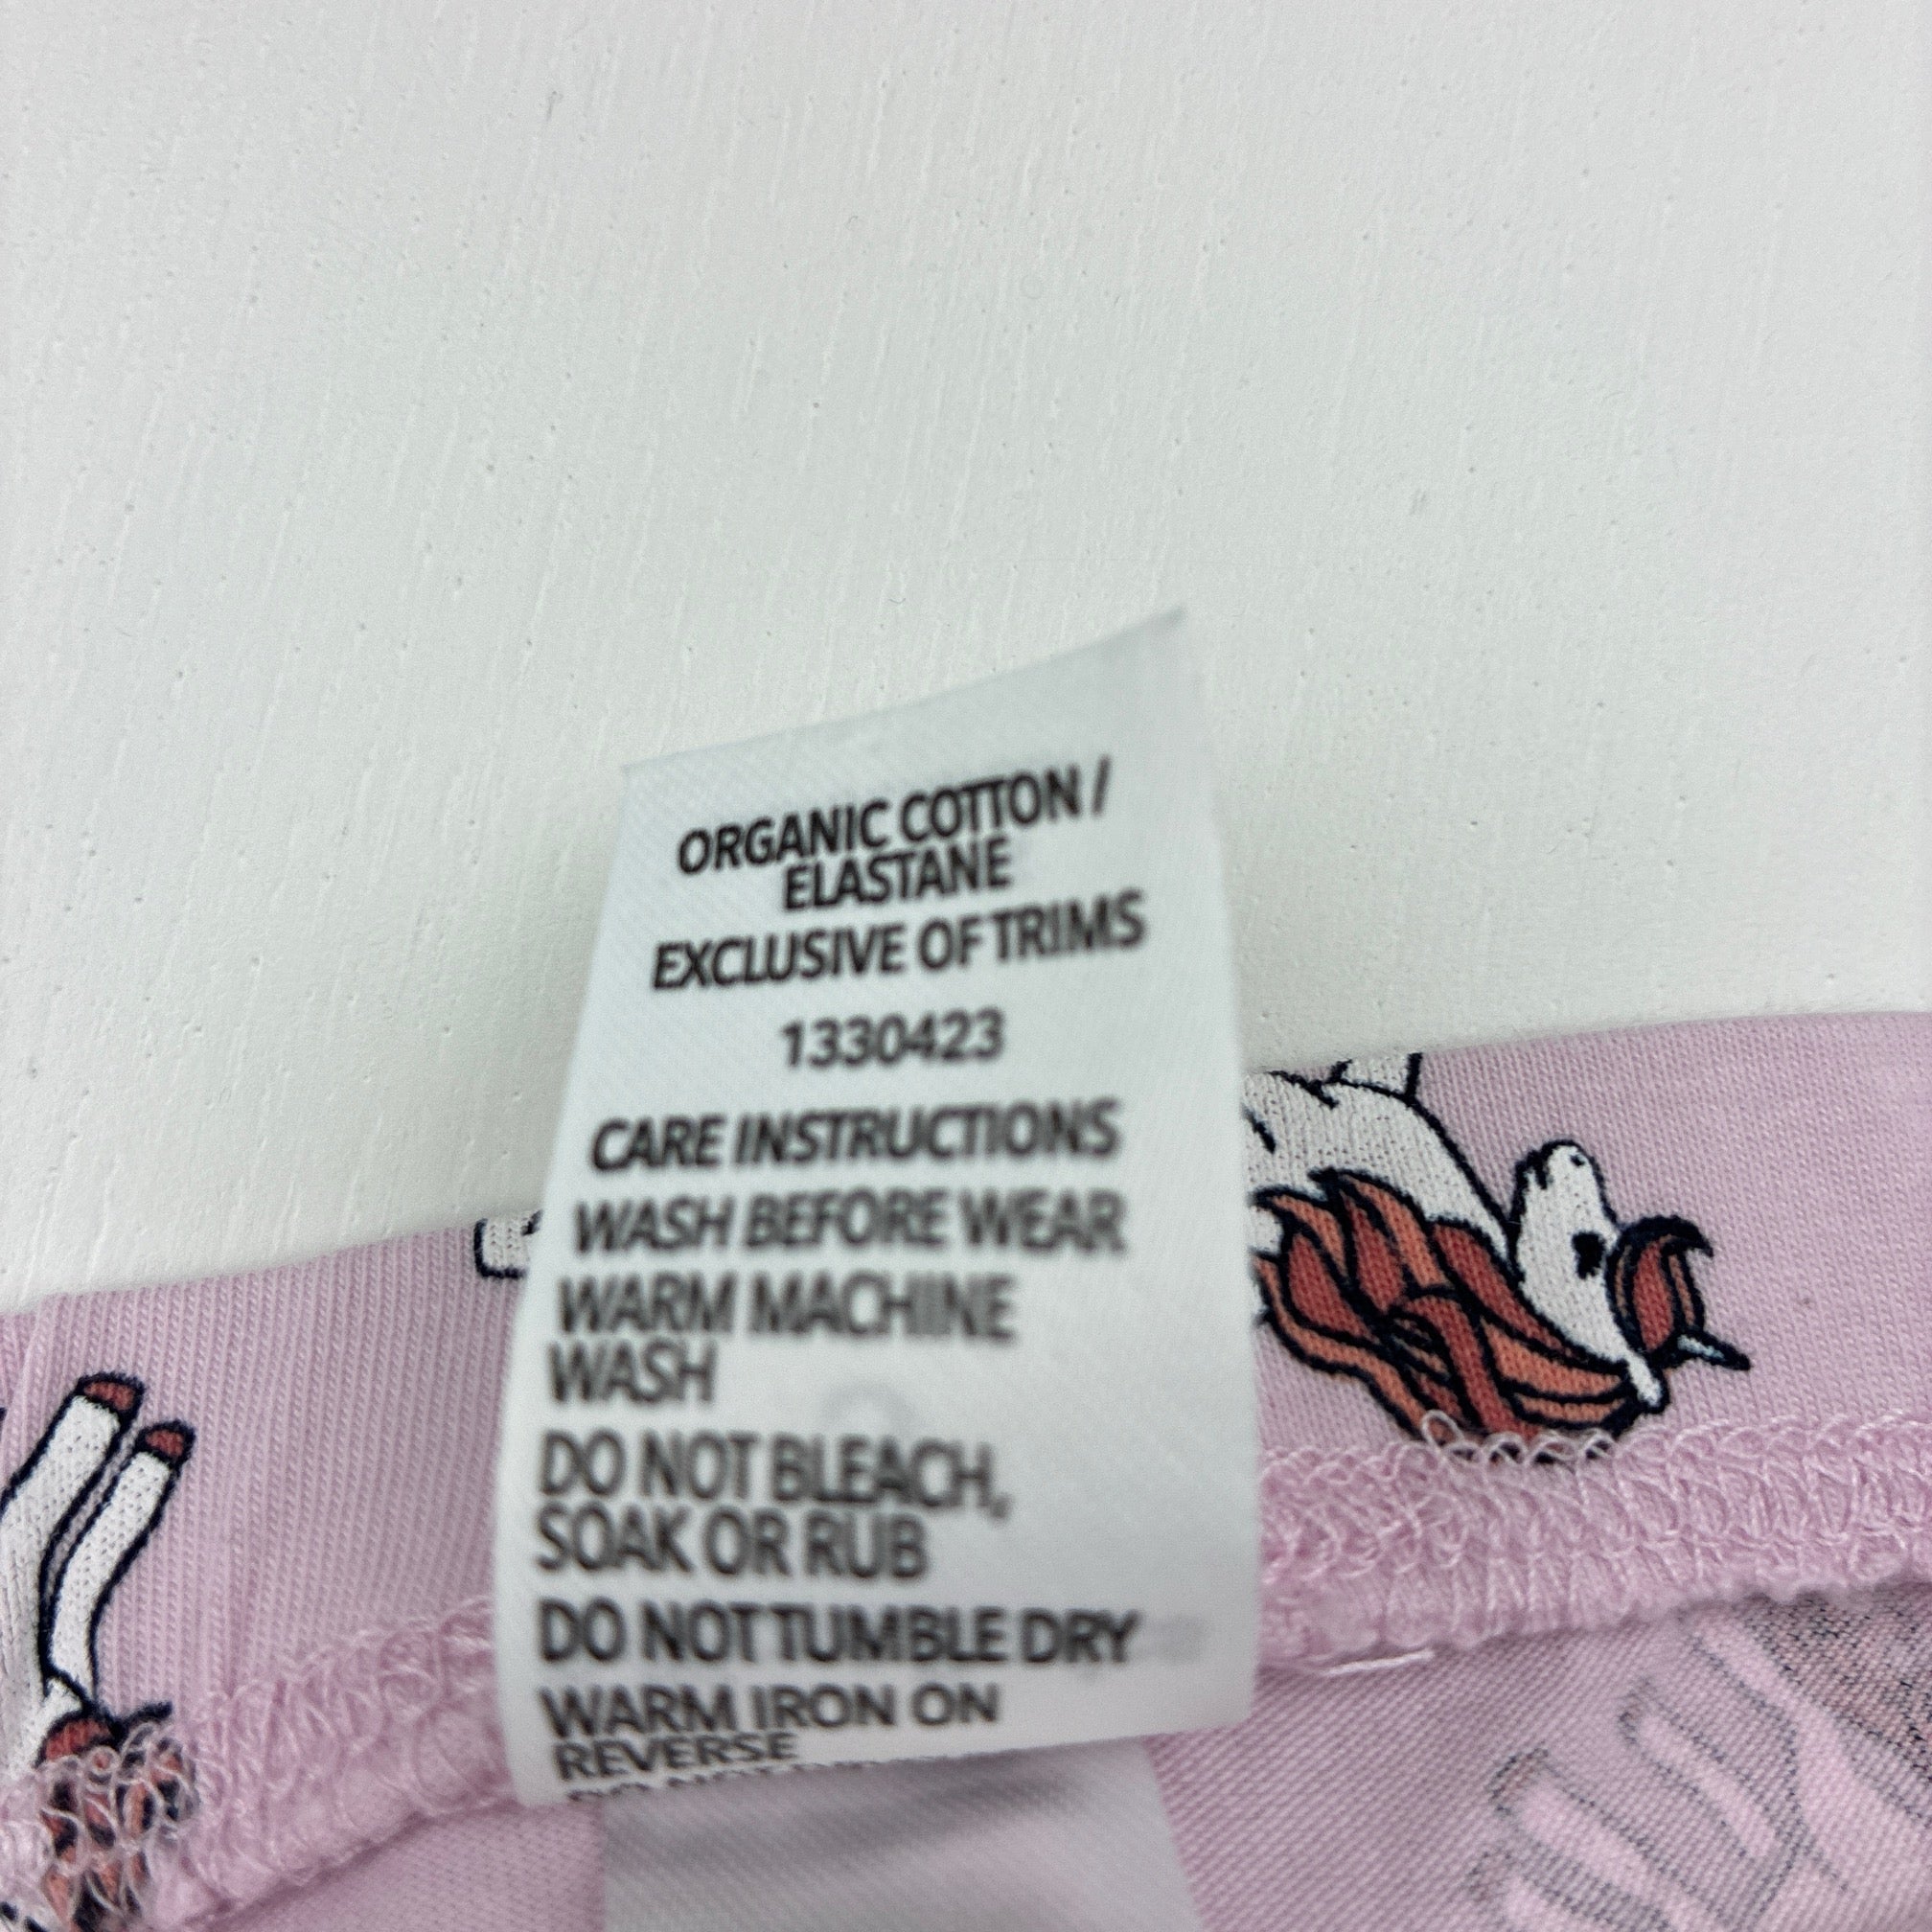 ORGANIC COTTON /
ELASTANE
EXCLUSIVE OF TRIMS
1330423
CARE INSTRUCTIONS
WASH BEFORE WEAR
WARM MACHINE
WASH
DO NOT BLEACH,
SOAK OR RUB
DO NOT TUMBLE DRY
WARM IRON ON
REVERSE